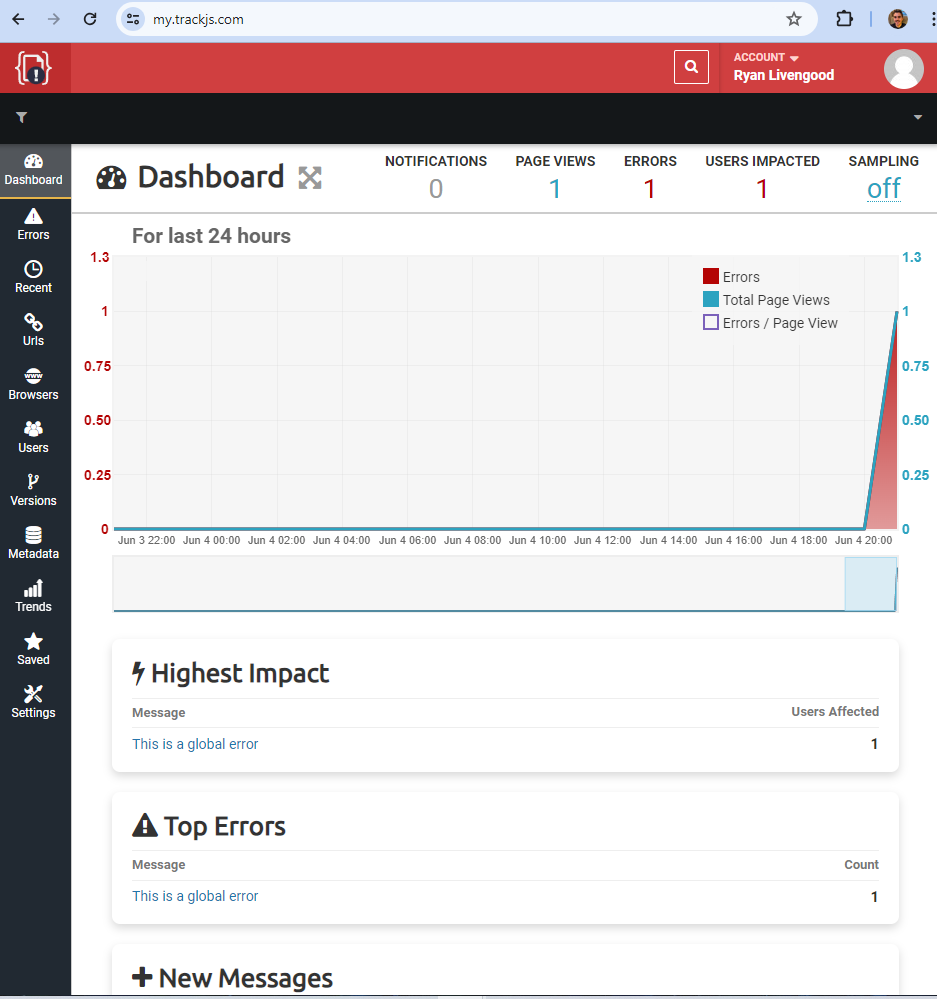 my.trackjs.com
ACCOUNT
Ryan Livengood
Dashboard
Errors
Recent
Urls
www
Browsers
Users
Versions
Metadata
Trends
Saved
Settings
Dashboard
NOTIFICATIONS PAGE VIEWS ERRORS USERS IMPACTED SAMPLING
0 1 1 1 off
For last 24 hours
1.3 1.3
Errors
Total Page Views
Errors / Page View
1 1
0.75 0.75
0.50 0.50
0.25 0.25
0 0
Jun 3 22:00 Jun 4 00:00 Jun 4 02:00 Jun 4 04:00 Jun 4 06:00 Jun 4 08:00 Jun 4 10:00 Jun 4 12:00 Jun 4 14:00 Jun 4 16:00 Jun 4 18:00 Jun 4 20:00
Highest Impact
Message Users Affected
This is a global error 1
Top Errors
Message Count
This is a global error 1
New Messages